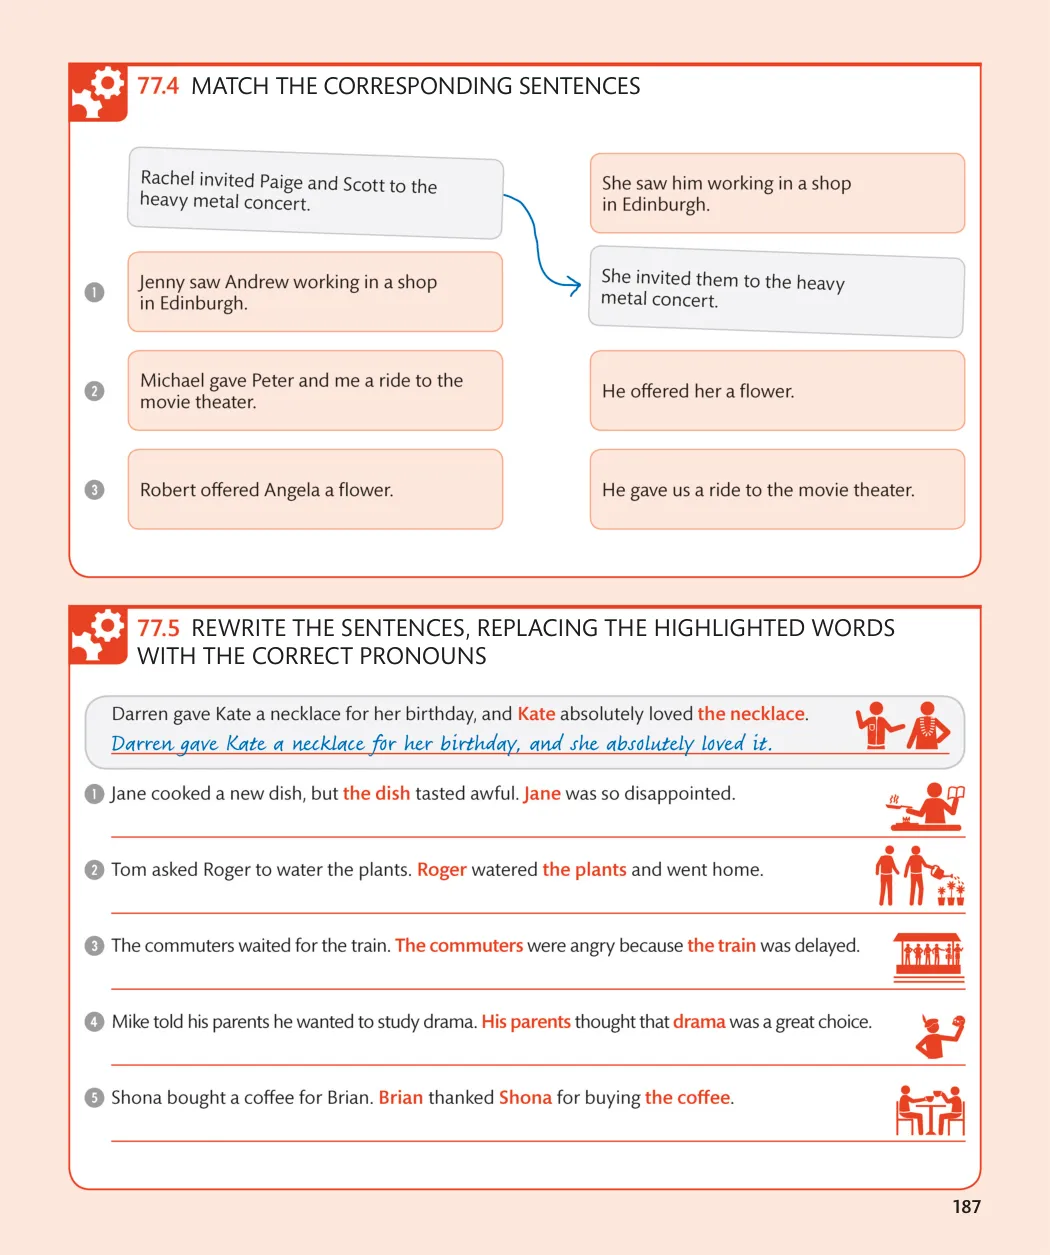 77.4 MATCH THE CORRESPONDING SENTENCES
Rachel invited Paige and Scott to the
heavy metal concert.
She saw him working in a shop
in Edinburgh.
1 Jenny saw Andrew working in a shop
in Edinburgh.
She invited them to the heavy
metal concert.
2 Michael gave Peter and me a ride to the
movie theater.
He offered her a flower.
3 Robert offered Angela a flower.
He gave us a ride to the movie theater.
77.5 REWRITE THE SENTENCES, REPLACING THE HIGHLIGHTED WORDS
WITH THE CORRECT PRONOUNS
Darren gave Kate a necklace for her birthday, and Kate absolutely loved the necklace.
Darren gave Kate a necklace for her birthday, and she absolutely loved it.
1 Jane cooked a new dish, but the dish tasted awful. Jane was so disappointed.
2 Tom asked Roger to water the plants. Roger watered the plants and went home.
3 The commuters waited for the train. The commuters were angry because the train was delayed.
4 Mike told his parents he wanted to study drama. His parents thought that drama was a great choice.
5 Shona bought a coffee for Brian. Brian thanked Shona for buying the coffee.
187